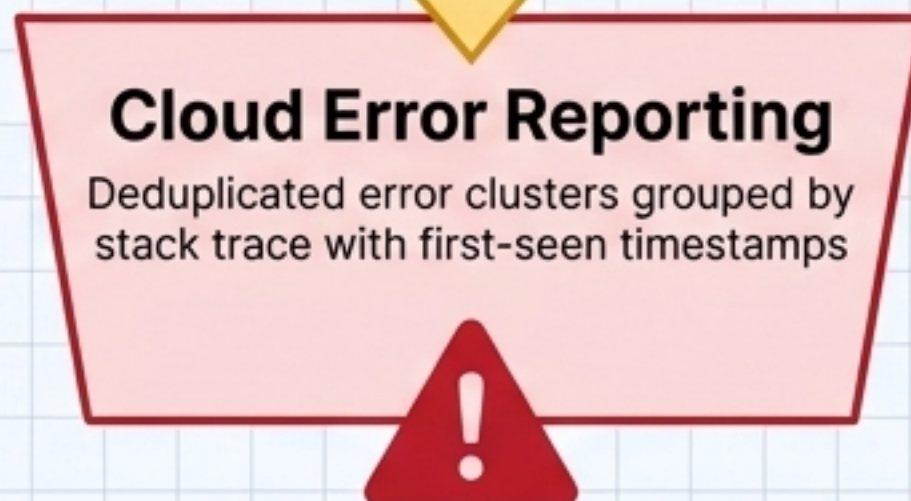 Cloud Error Reporting
Deduplicated error clusters grouped by
stack trace with first-seen timestamps
!